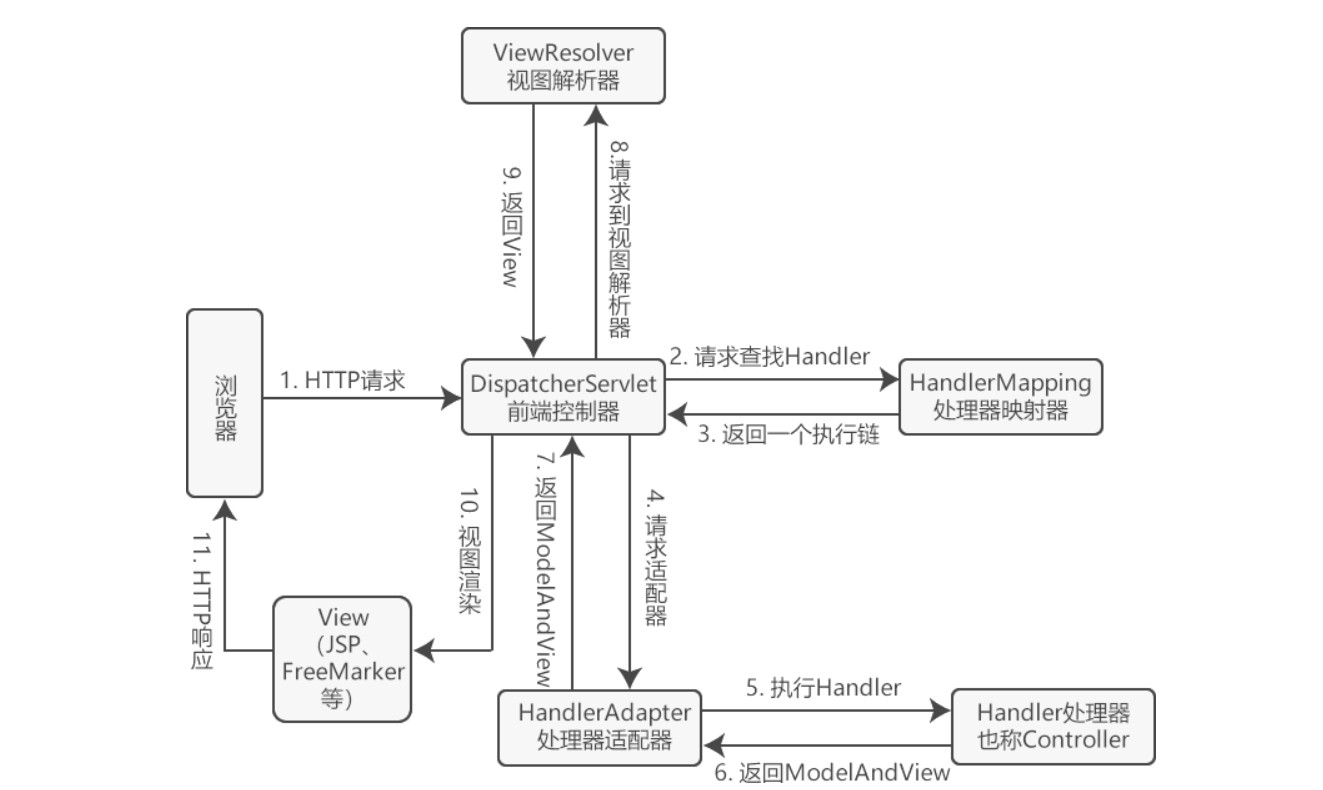 ViewResolver
视图解析器
9. 返回View
8.请求到视图解析器
浏览器
1. HTTP请求
DispatcherServlet
前端控制器
2. 请求查找Handler
HandlerMapping
处理器映射器
3. 返回一个执行链
10. 视图渲染
7. 返回ModelAndView
4. 请求适配器
11. HTTP响应
View
（JSP、
FreeMarker
等）
HandlerAdapter
处理器适配器
5. 执行Handler
Handler处理器
也称Controller
6. 返回ModelAndView